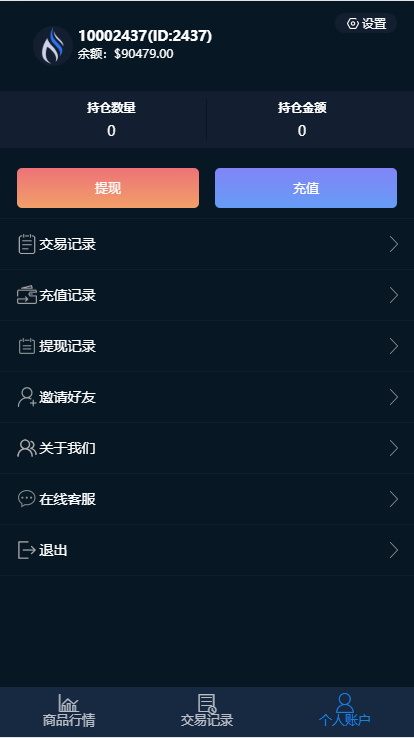 设置
10002437(ID:2437)
余额：$90479.00
持仓数量 持仓金额
0 0
提现 充值
交易记录
充值记录
提现记录
邀请好友
关于我们
在线客服
退出
商品行情 交易记录 个人账户